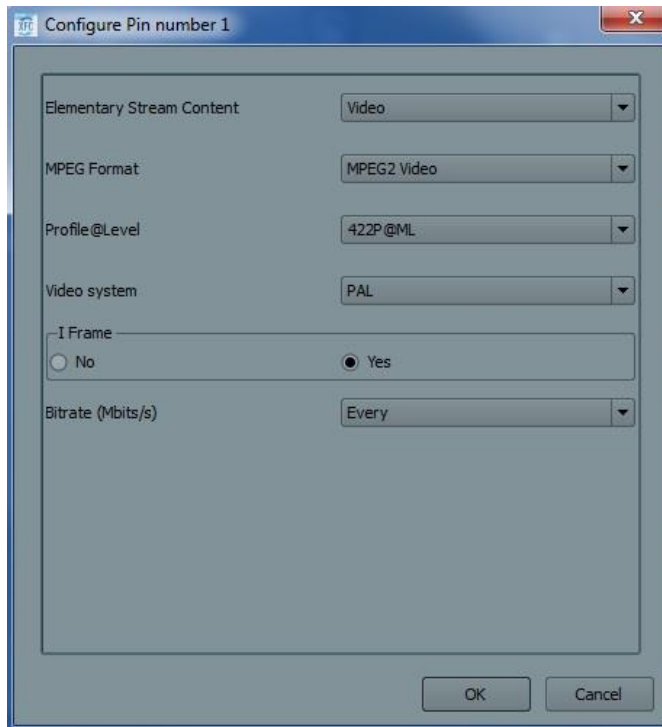 XFC
Configure Pin number 1
Elementary Stream Content Video
MPEG Format MPEG2 Video
Profile@Level 422P@ML
Video system PAL
I Frame
No Yes
Bitrate (Mbits/s) Every
OK Cancel